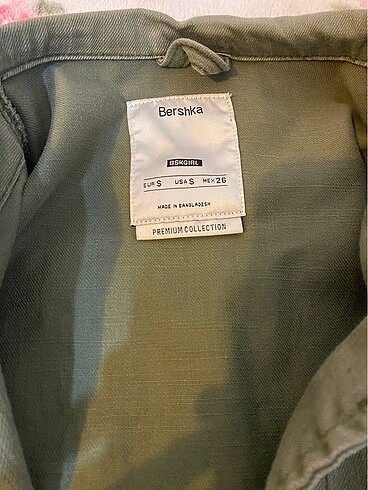 Bershka
BSKGIRL
EUR S USA S MEX 26
MADE IN BANGLADESH
PREMIUM COLLECTION